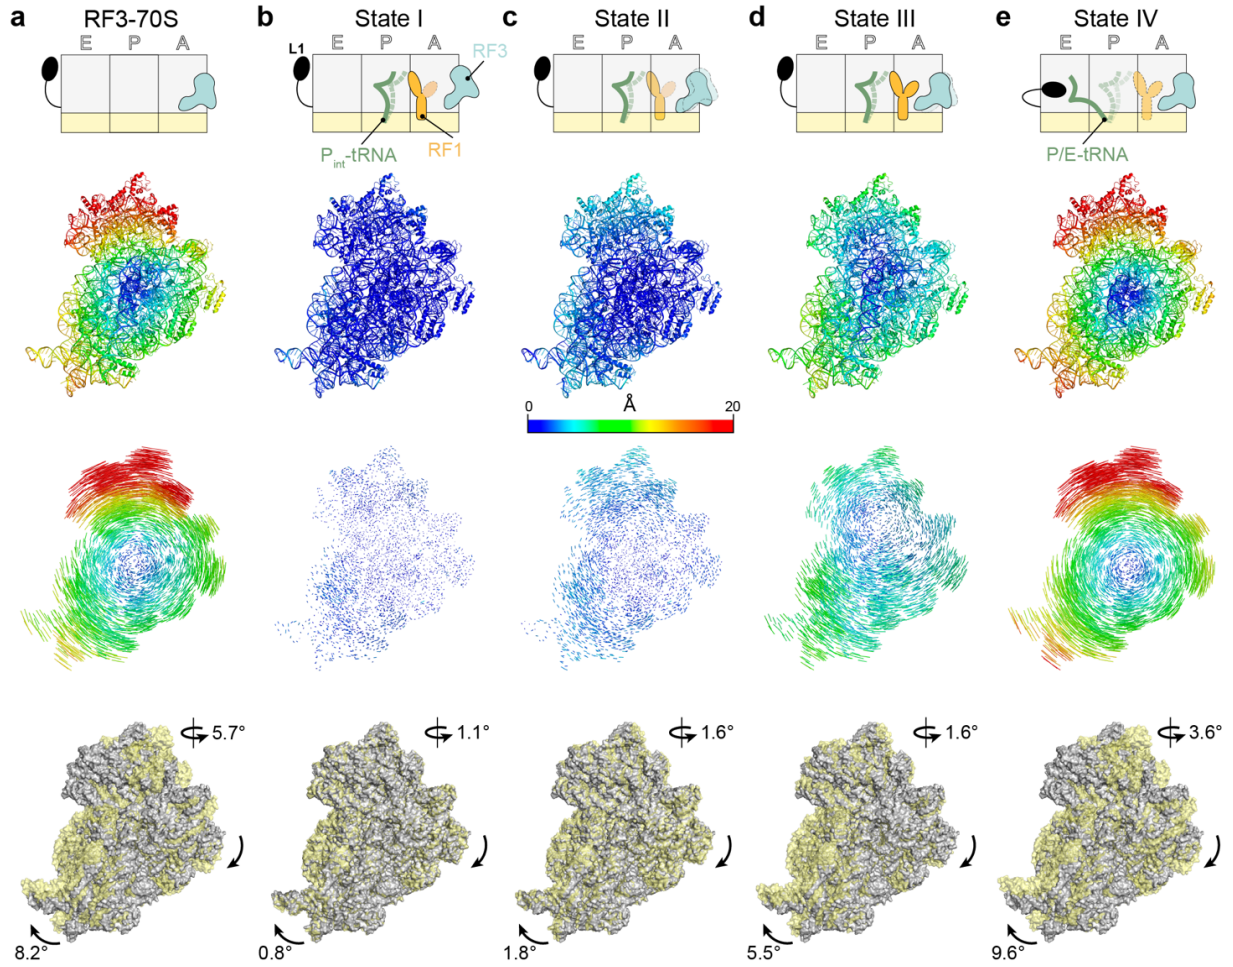 a RF3-70S
b State I
c State II
d State III
e State IV
E P A
L1 E P A RF3
E P A
E P A
E P A
Pint-tRNA RF1
P/E-tRNA
Å
0 20
5.7°
1.1°
1.6°
1.6°
3.6°
8.2°
0.8°
1.8°
5.5°
9.6°